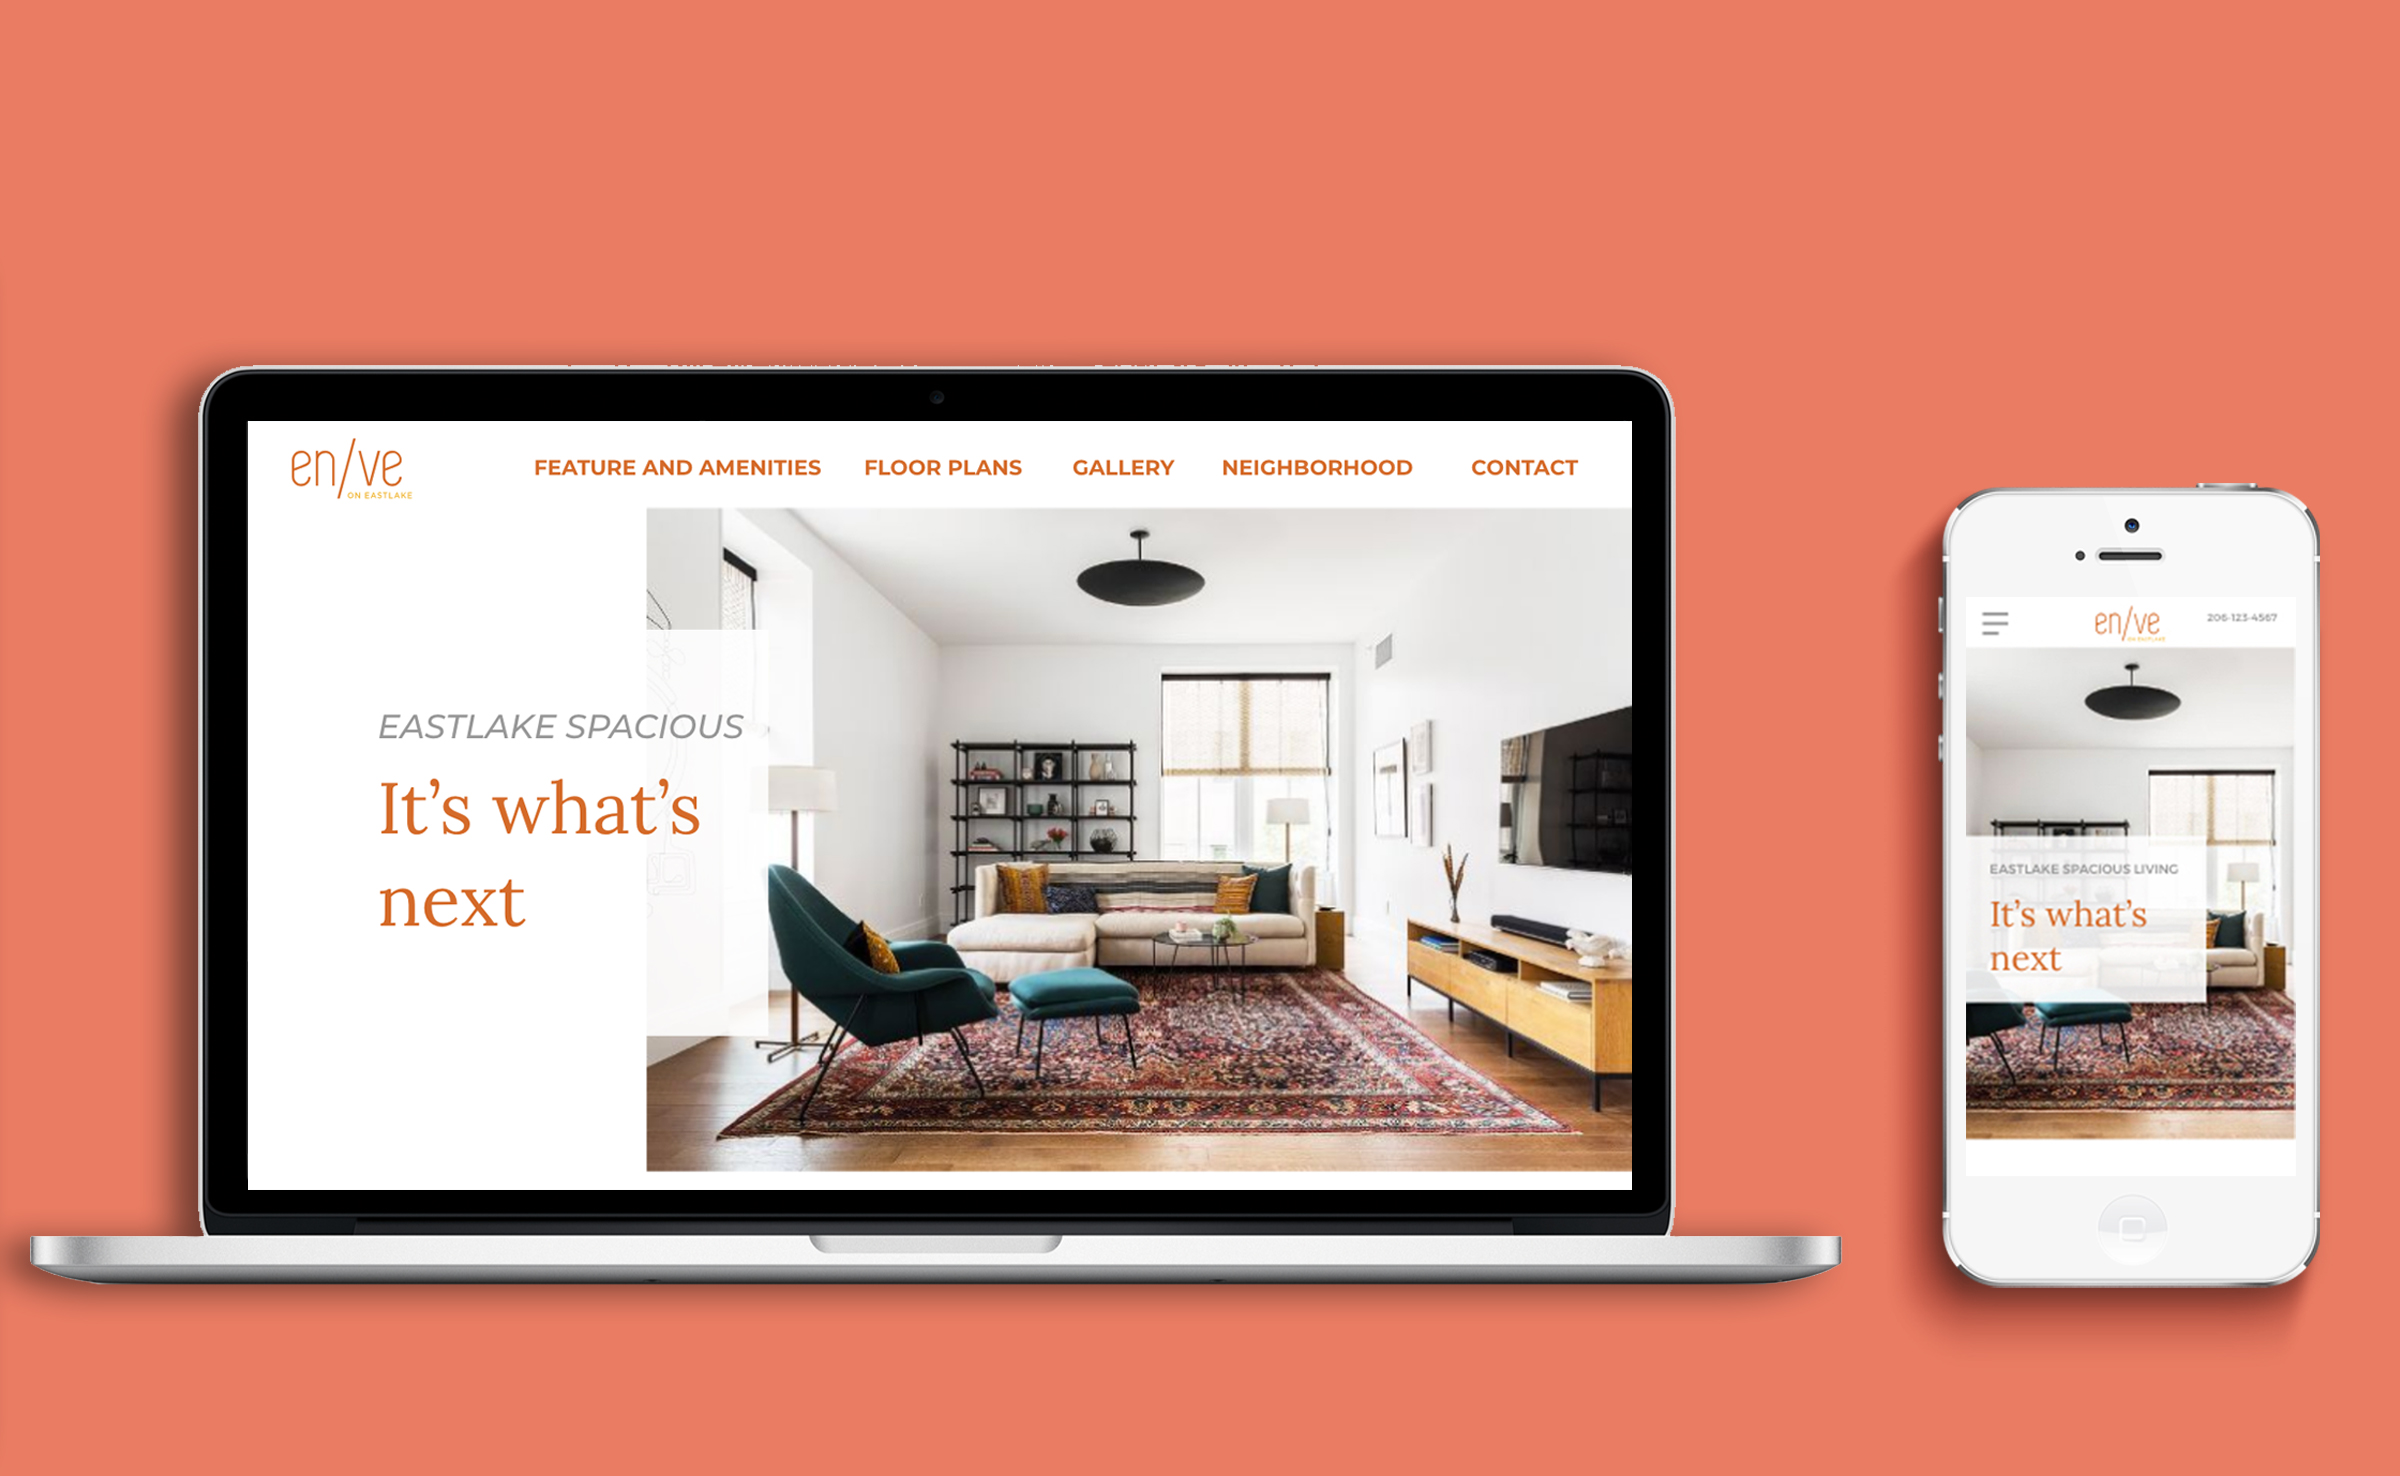 en/ve
ON EASTLAKE
FEATURE AND AMENITIES FLOOR PLANS GALLERY NEIGHBORHOOD CONTACT
EASTLAKE SPACIOUS
It’s what’s
next
en/ve
ON EASTLAKE
206-123-4567
EASTLAKE SPACIOUS LIVING
It’s what’s
next